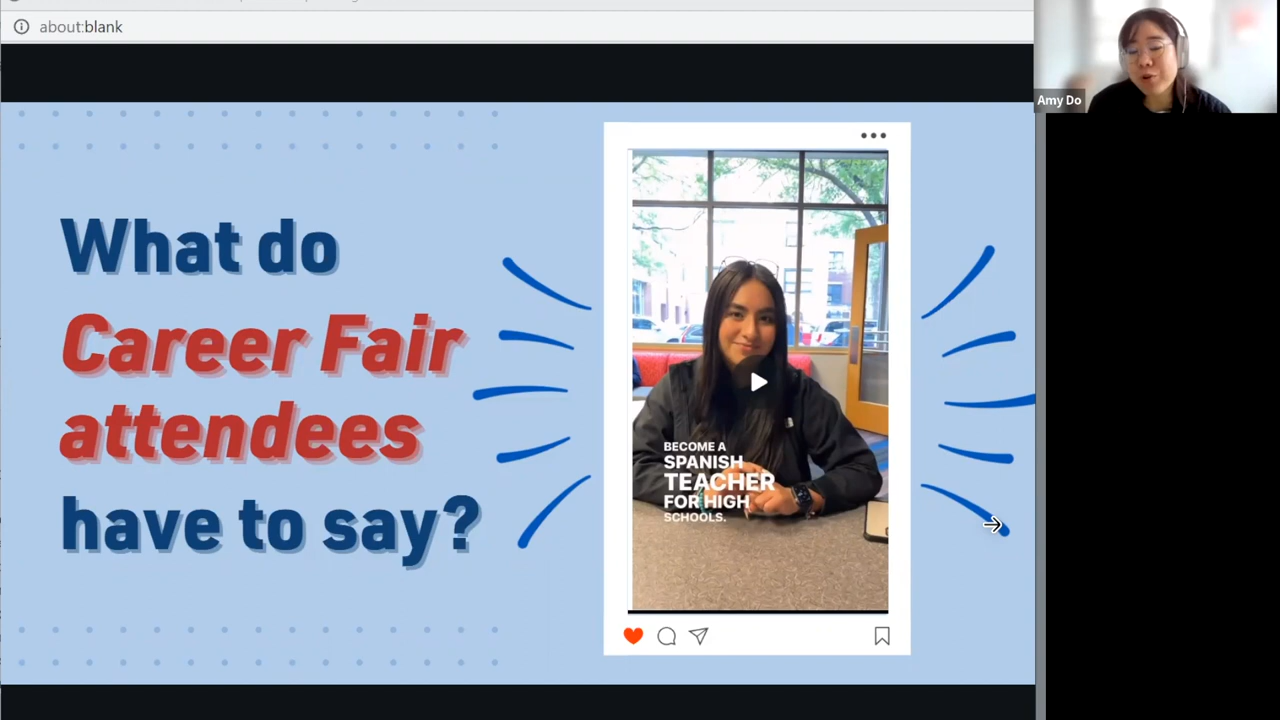 about:blank
Amy Do
What do
Career Fair
attendees
have to say?
BECOME A
SPANISH
TEACHER
FOR HIGH
SCHOOLS.